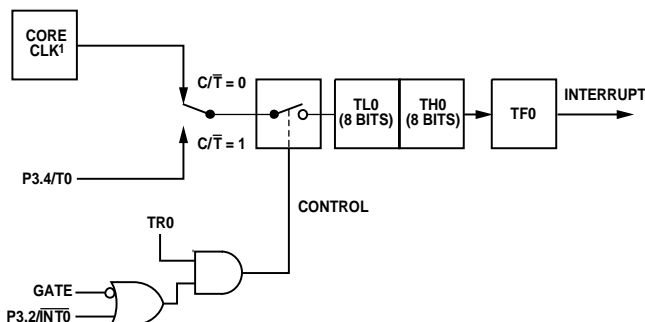 CORE
CLK¹
C/T̅ = 0
C/T̅ = 1
P3.4/T0
TL0
(8 BITS)
TH0
(8 BITS)
TF0
INTERRUPT
CONTROL
TR0
GATE
P3.2/I̅N̅T̅0̅